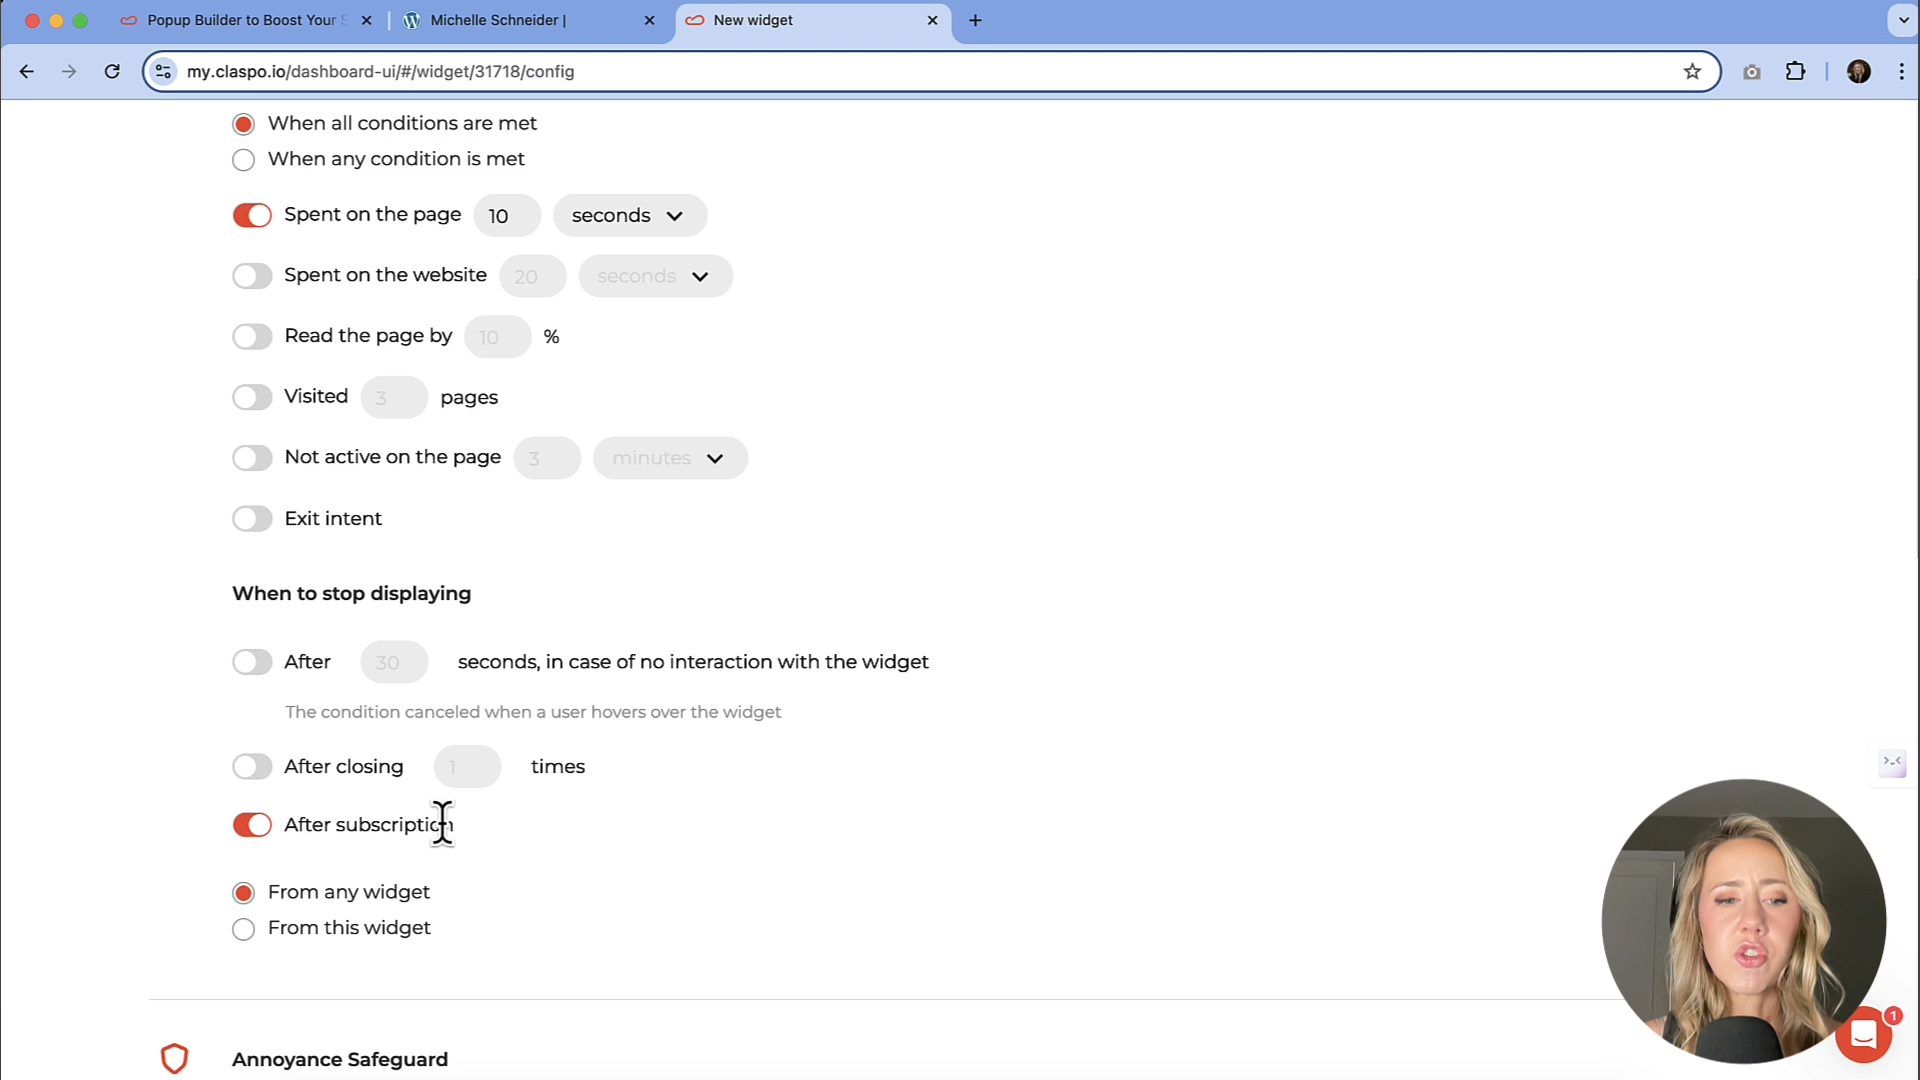 Popup Builder to Boost Your S
Michelle Schneider |
New widget
my.claspo.io/dashboard-ui/#/widget/31718/config
When all conditions are met
When any condition is met
Spent on the page 10 seconds
Spent on the website 20 seconds
Read the page by 10 %
Visited 3 pages
Not active on the page 3 minutes
Exit intent
When to stop displaying
After 30 seconds, in case of no interaction with the widget
The condition canceled when a user hovers over the widget
After closing 1 times
After subscription
From any widget
From this widget
Annoyance Safeguard
1